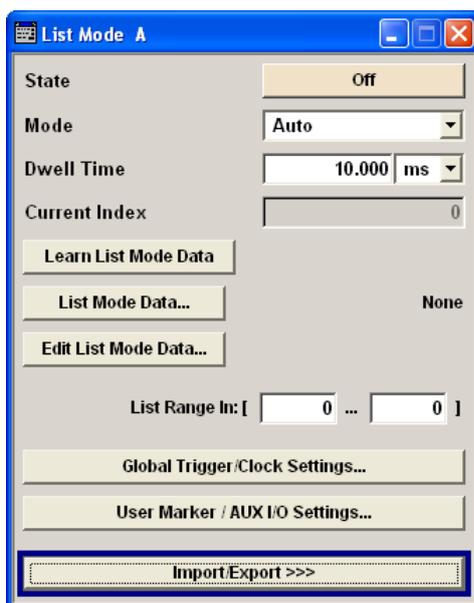 List Mode A
State Off
Mode Auto
Dwell Time 10.000 ms
Current Index 0
Learn List Mode Data
List Mode Data... None
Edit List Mode Data...
List Range In: [ 0 ... 0 ]
Global Trigger/Clock Settings...
User Marker / AUX I/O Settings...
Import/Export >>>